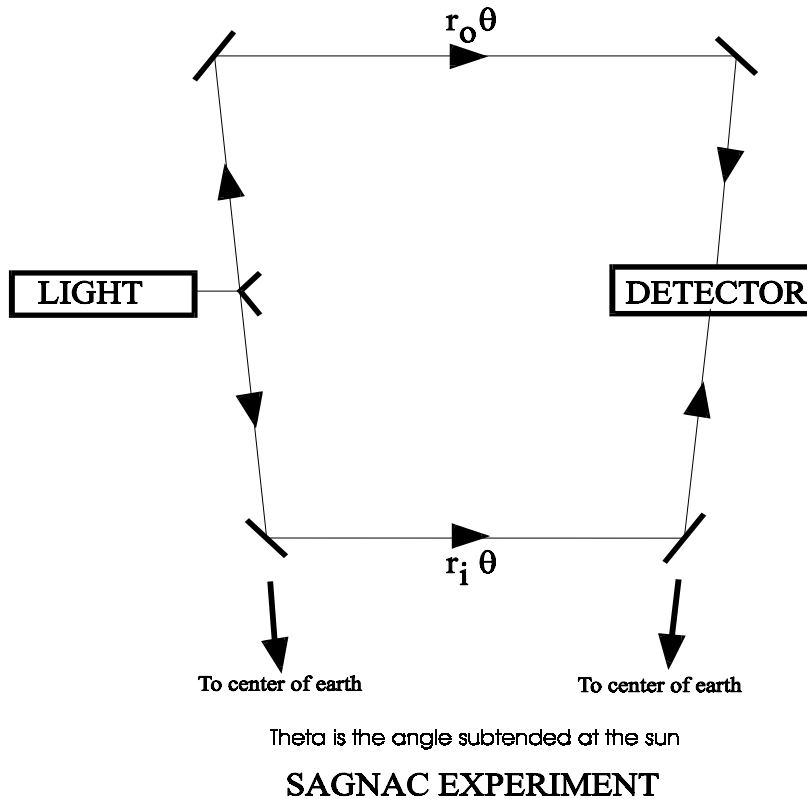 roθ
LIGHT
DETECTOR
ri θ
To center of earth
To center of earth
Theta is the angle subtended at the sun
SAGNAC EXPERIMENT